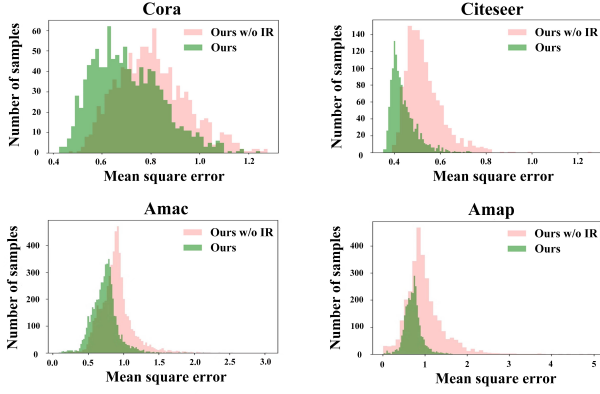 Cora
Number of samples
60
50
40
30
20
10
0
0.4 0.6 0.8 1.0 1.2
Mean square error
Ours w/o IR
Ours
Citeseer
Number of samples
140
120
100
80
60
40
20
0
0.4 0.6 1.0 1.2
Mean square error
Ours w/o IR
Ours
Amac
Number of samples
400
300
200
100
0
0.0 0.5 1.0 1.5 2.0 2.5 3.0
Mean square error
Ours w/o IR
Ours
Amap
Number of samples
400
300
200
100
0
0 1 2 3 4 5
Mean square error
Ours w/o IR
Ours